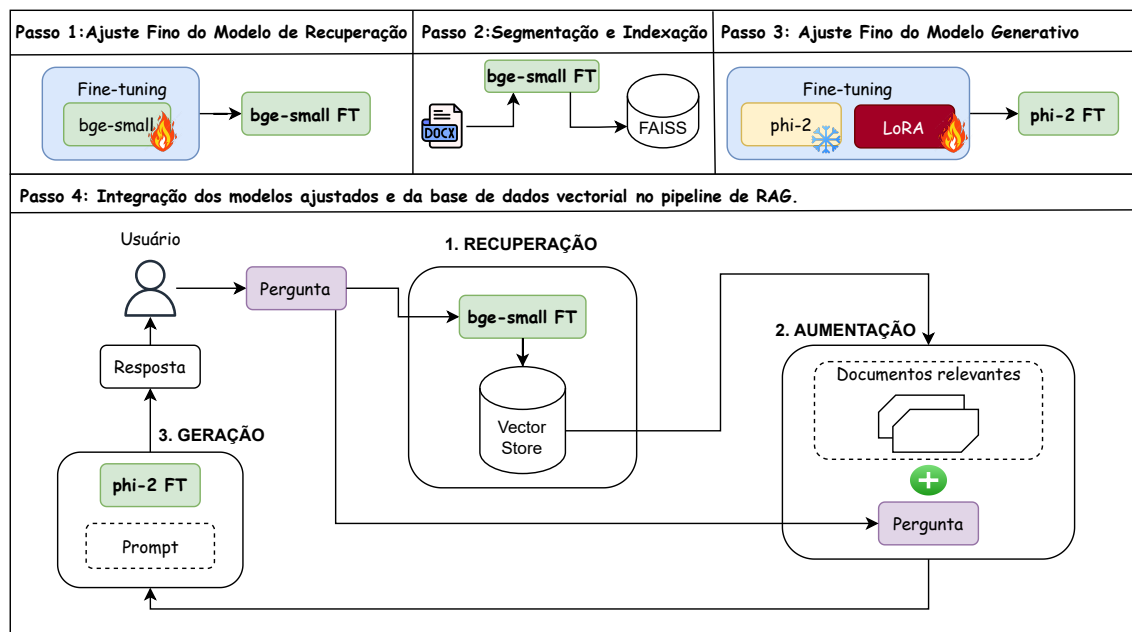 Passo 1:Ajuste Fino do Modelo de Recuperação
Fine-tuning
bge-small
bge-small FT
Passo 2:Segmentação e Indexação
bge-small FT
DOCX
FAISS
Passo 3: Ajuste Fino do Modelo Generativo
Fine-tuning
phi-2
LoRA
phi-2 FT
Passo 4: Integração dos modelos ajustados e da base de dados vectorial no pipeline de RAG.
Usuário
Pergunta
1. RECUPERAÇÃO
bge-small FT
Vector
Store
2. AUMENTAÇÃO
Documentos relevantes
Pergunta
Resposta
3. GERAÇÃO
phi-2 FT
Prompt